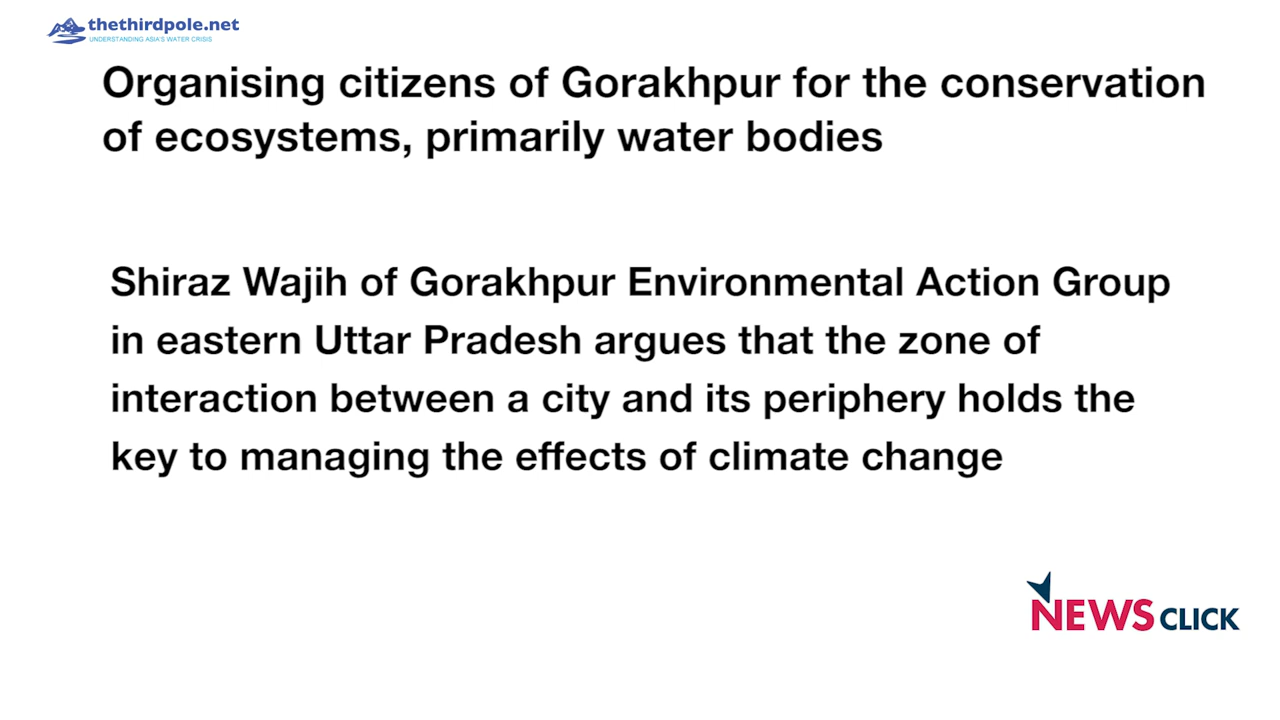 thethirdpole.net
UNDERSTANDING ASIA'S WATER CRISIS
Organising citizens of Gorakhpur for the conservation
of ecosystems, primarily water bodies
Shiraz Wajih of Gorakhpur Environmental Action Group
in eastern Uttar Pradesh argues that the zone of
interaction between a city and its periphery holds the
key to managing the effects of climate change
NEWSCLICK